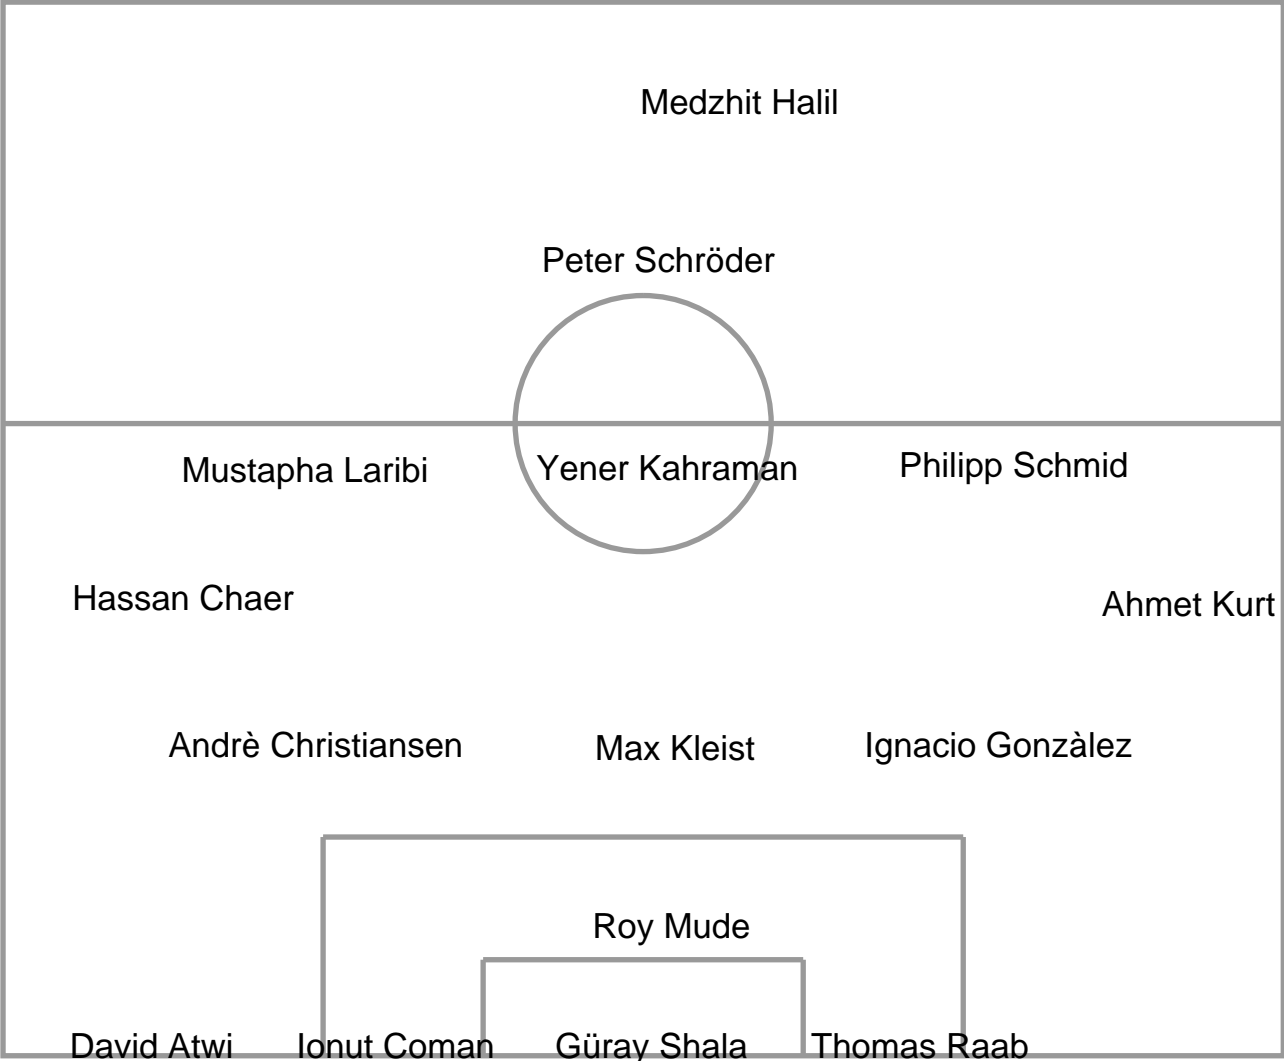 Medzhit Halil
Peter Schröder
Mustapha Laribi
Yener Kahraman
Philipp Schmid
Hassan Chaer
Ahmet Kurt
Andrè Christiansen
Max Kleist
Ignacio Gonzàlez
Roy Mude
David Atwi
Ionut Coman
Güray Shala
Thomas Raab